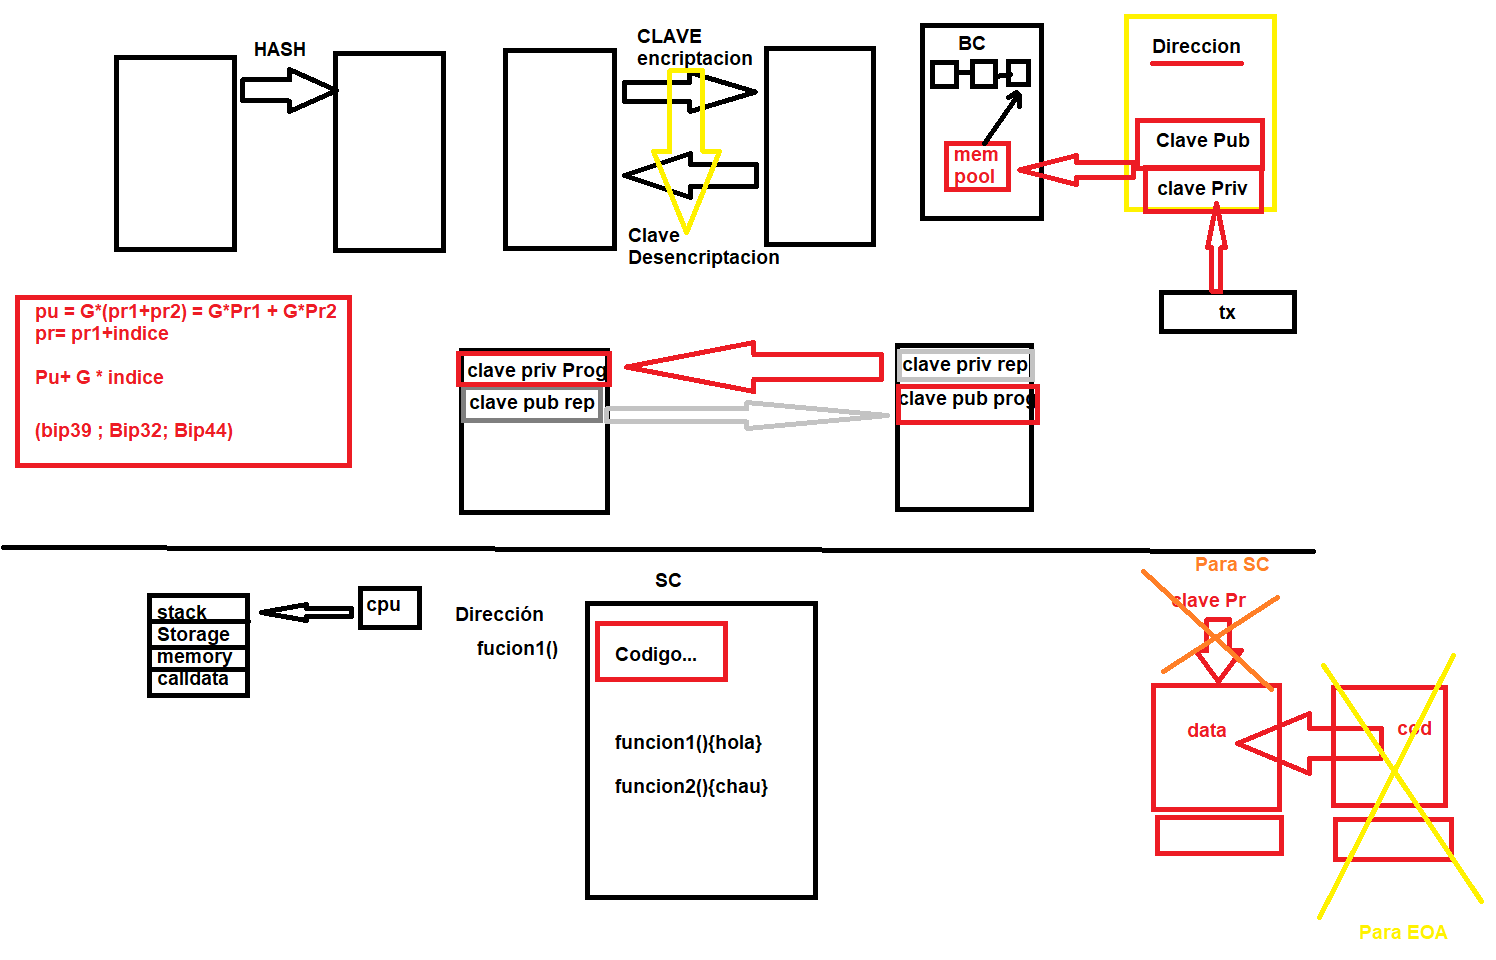 HASH
CLAVE
encriptacion
Clave
Desencriptacion
BC
mem
pool
Direccion
Clave Pub
clave Priv
tx
pu = G*(pr1+pr2) = G*Pr1 + G*Pr2
pr= pr1+indice
Pu+ G * indice
(bip39 ; Bip32; Bip44)
clave priv Prog
clave pub rep
clave priv rep
clave pub prog
stack
Storage
memory
calldata
cpu
Dirección
fucion1()
SC
Codigo...
funcion1(){hola}
funcion2(){chau}
Para SC
clave Pr
data
cod
Para EOA